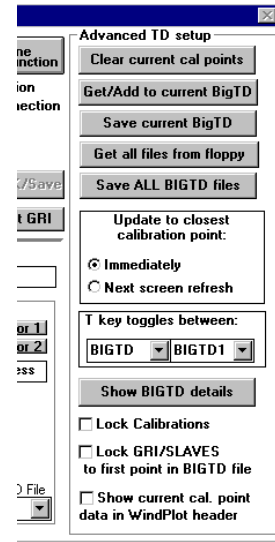 Advanced TD setup
Clear current cal points
Get/Add to current BigTD
Save current BigTD
Get all files from floppy
Save ALL BIGTD files
Update to closest
calibration point:
Immediately
Next screen refresh
T key toggles between:
BIGTD BIGTD1
Show BIGTD details
Lock Calibrations
Lock GRI/SLAVES
to first point in BIGTD file
Show current cal. point
data in WindPlot header
ne
unction
ion
nection
/Save
t GRI
or 1
or 2
ess
File